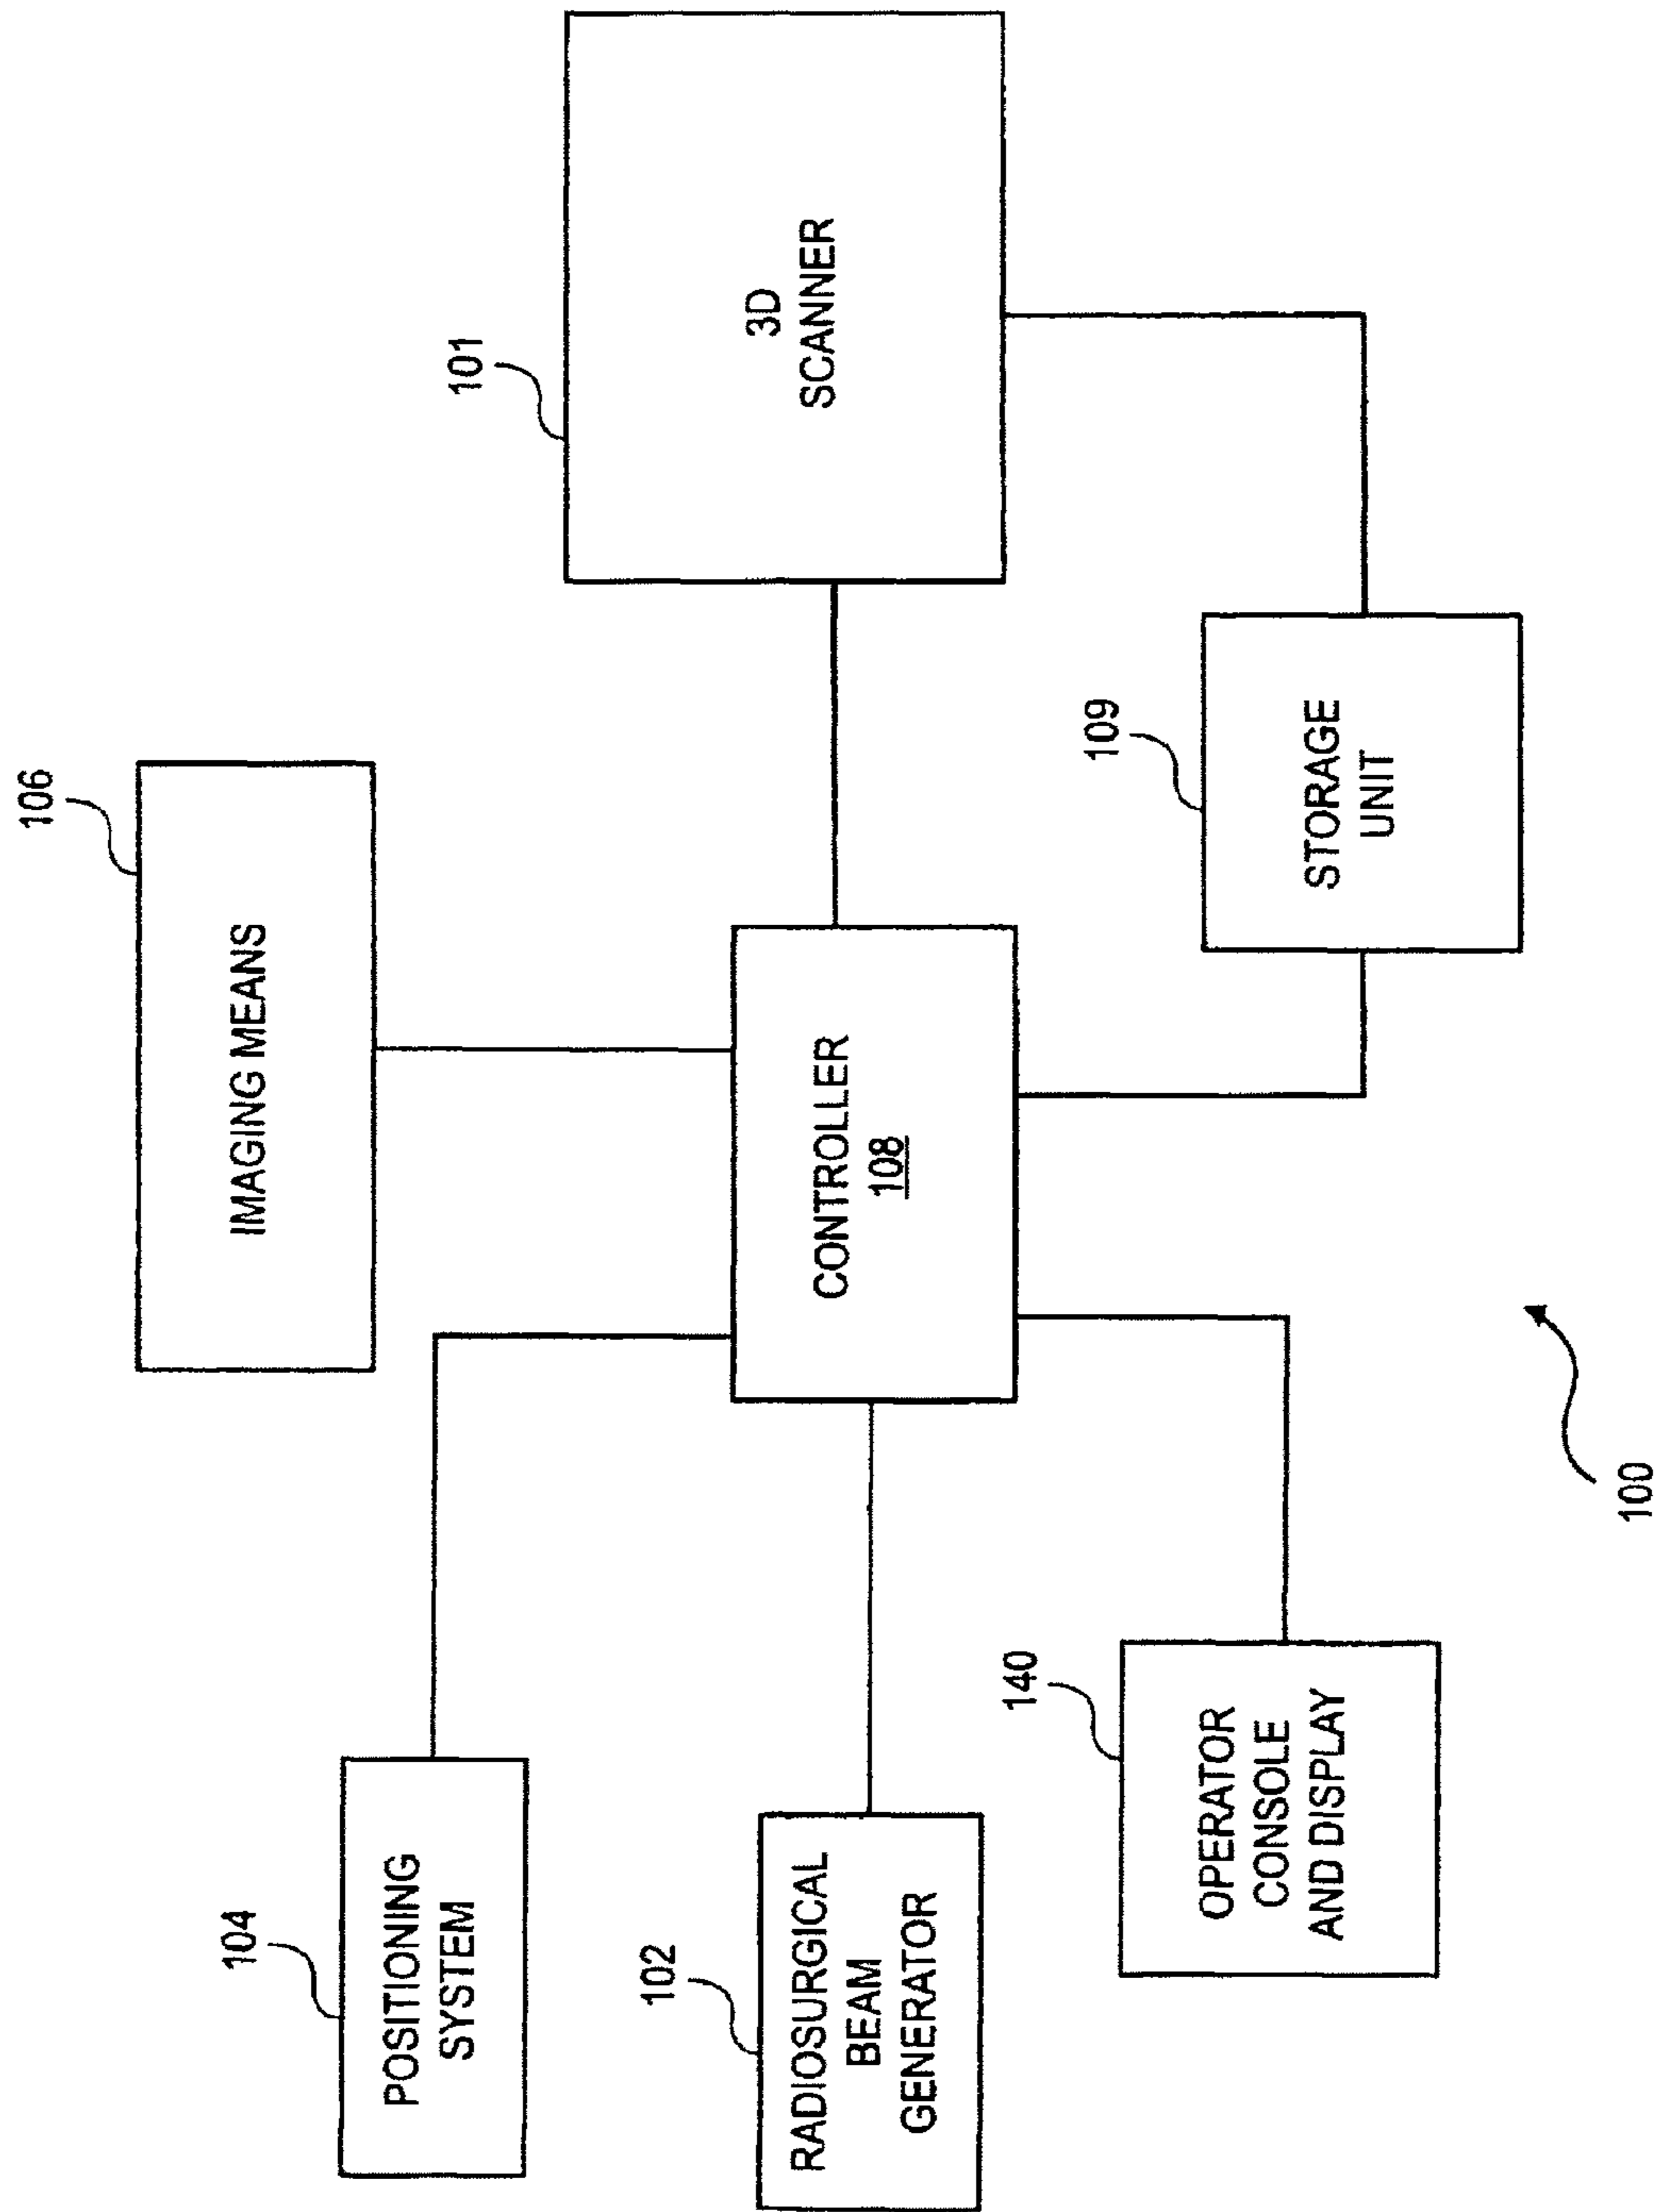 106
IMAGING MEANS
101
3D
SCANNER
104
POSITIONING
SYSTEM
CONTROLLER
108
102
RADIOSURGICAL
BEAM
GENERATOR
109
STORAGE
UNIT
140
OPERATOR
CONSOLE
AND DISPLAY
100